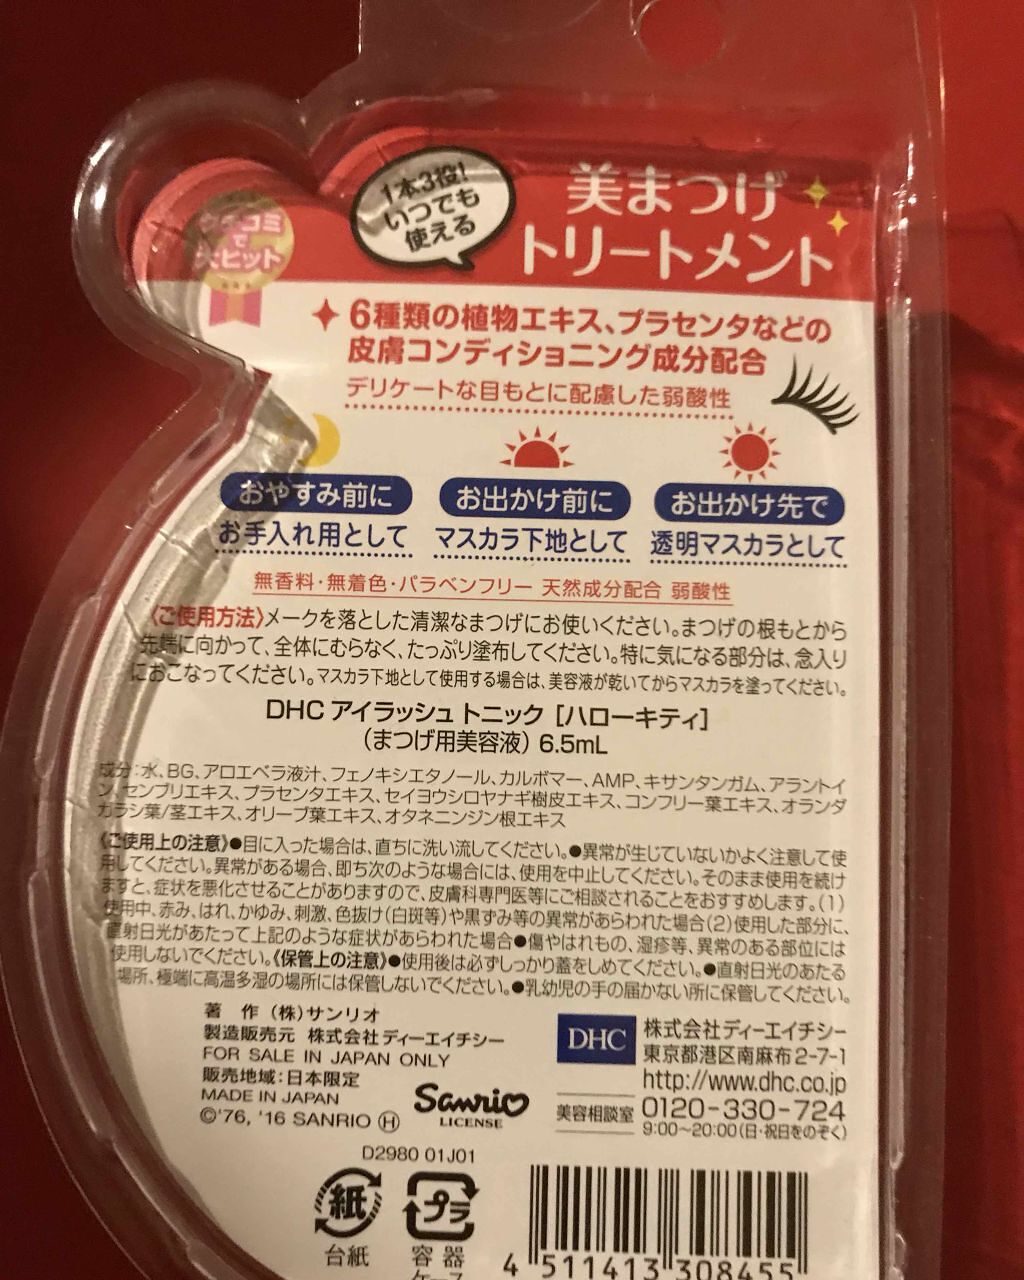 1本3役!
いつでも
使える
美まつげ
トリートメント
クチコミ
で
大ヒット
6種類の植物エキス、プラセンタなどの
皮膚コンディショニング成分配合
デリケートな目もとに配慮した弱酸性
おやすみ前に
お手入れ用として
お出かけ前に
マスカラ下地として
お出かけ先で
透明マスカラとして
無香料・無着色・パラベンフリー 天然成分配合 弱酸性
〈ご使用方法〉メークを落とした清潔なまつげにお使いください。まつげの根もとから
先端に向かって、全体にむらなく、たっぷり塗布してください。特に気になる部分は、念入り
におこなってください。マスカラ下地として使用する場合は、美容液が乾いてからマスカラを塗ってください。
DHC アイラッシュ トニック [ハローキティ]
(まつげ用美容液) 6.5mL
成分:水、BG、アロエベラ液汁、フェノキシエタノール、カルボマー、AMP、キサンタンガム、アラントイ
ン、センブリエキス、プラセンタエキス、セイヨウシロヤナギ樹皮エキス、コンフリー葉エキス、オランダ
ガラシ葉/茎エキス、オリーブ葉エキス、オタネニンジン根エキス
《ご使用上の注意》●目に入った場合は、直ちに洗い流してください。●異常が生じていないかよく注意して使
用してください。異常がある場合、即ち次のような場合には、使用を中止してください。そのまま使用を続け
ますと、症状を悪化させることがありますので、皮膚科専門医等にご相談されることをおすすめします。(1)
使用中、赤み、はれ、かゆみ、刺激、色抜け(白斑等)や黒ずみ等の異常があらわれた場合(2)使用した部分に、
直射日光があたって上記のような症状があらわれた場合●傷やはれもの、湿疹等、異常のある部位には
使用しないでください。《保管上の注意》●使用後は必ずしっかり蓋をしめてください。●直射日光のあたる
場所、極端に高温多湿の場所には保管しないでください。●乳幼児の手の届かない所に保管してください。
著 作 (株)サンリオ
製造販売元 株式会社ディーエイチシー
FOR SALE IN JAPAN ONLY
販売地域:日本限定
MADE IN JAPAN
©'76, '16 SANRIO Ⓗ
Sanrio
LICENSE
DHC
株式会社ディーエイチシー
東京都港区南麻布2-7-1
http://www.dhc.co.jp
美容相談室 0120-330-724
9:00~20:00(日・祝日をのぞく)
D2980 01J01
紙
台紙
プラ
容器
ケース
4 511413 308455